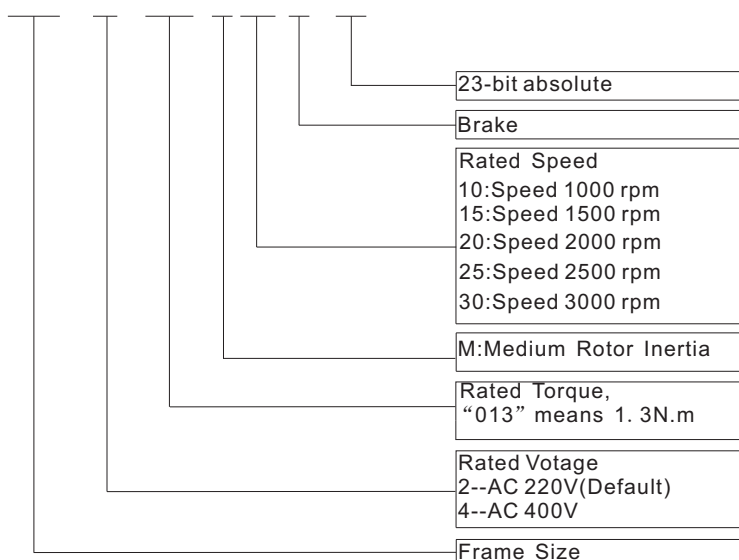 23-bit absolute
Brake
Rated Speed
10:Speed 1000 rpm
15:Speed 1500 rpm
20:Speed 2000 rpm
25:Speed 2500 rpm
30:Speed 3000 rpm
M:Medium Rotor Inertia
Rated Torque,
“013” means 1. 3N.m
Rated Votage
2--AC 220V(Default)
4--AC 400V
Frame Size